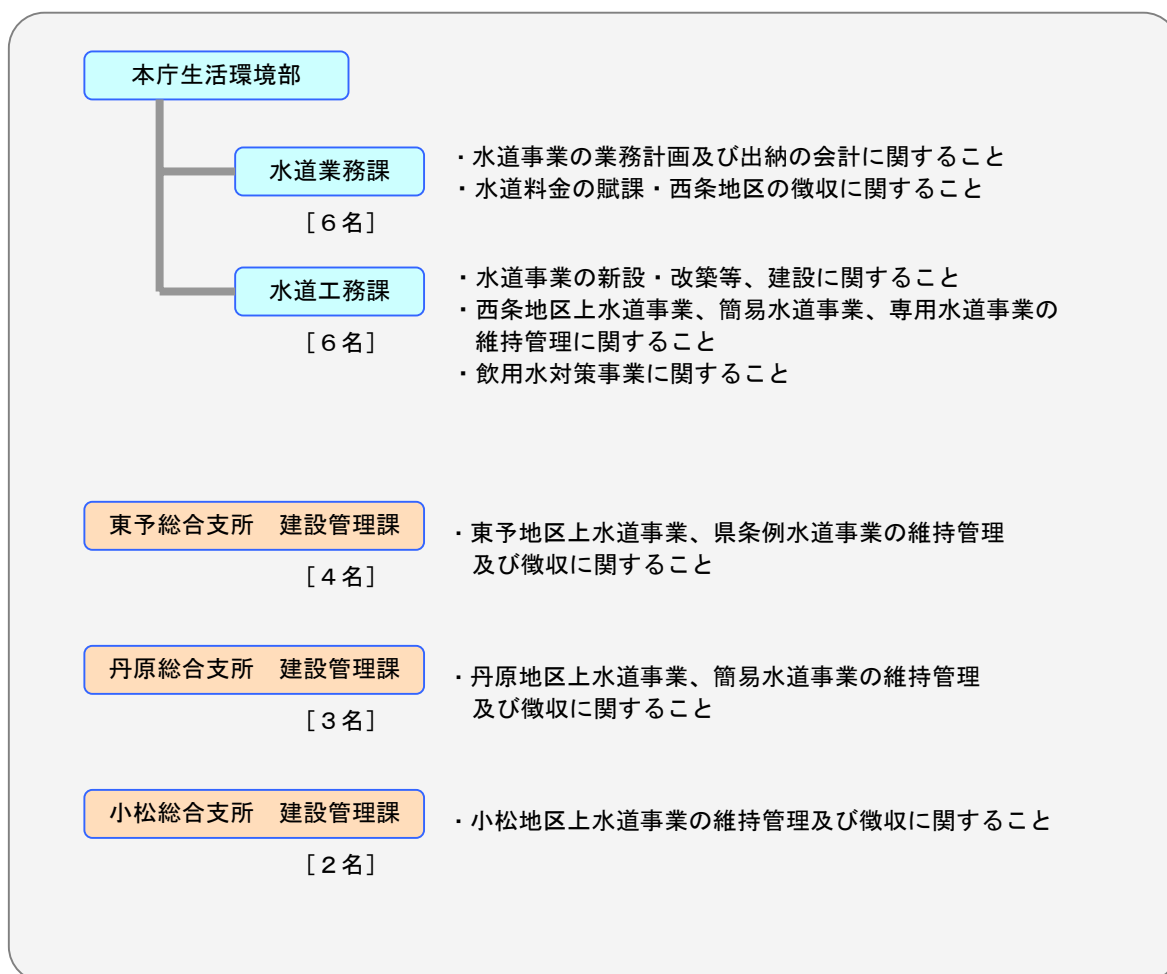 本庁生活環境部
水道業務課
［６名］
・水道事業の業務計画及び出納の会計に関すること
・水道料金の賦課・西条地区の徴収に関すること
水道工務課
［６名］
・水道事業の新設・改築等、建設に関すること
・西条地区上水道事業、簡易水道事業、専用水道事業の
維持管理に関すること
・飲用水対策事業に関すること
東予総合支所　建設管理課
［４名］
・東予地区上水道事業、県条例水道事業の維持管理
及び徴収に関すること
丹原総合支所　建設管理課
［３名］
・丹原地区上水道事業、簡易水道事業の維持管理
及び徴収に関すること
小松総合支所　建設管理課
［２名］
・小松地区上水道事業の維持管理及び徴収に関すること